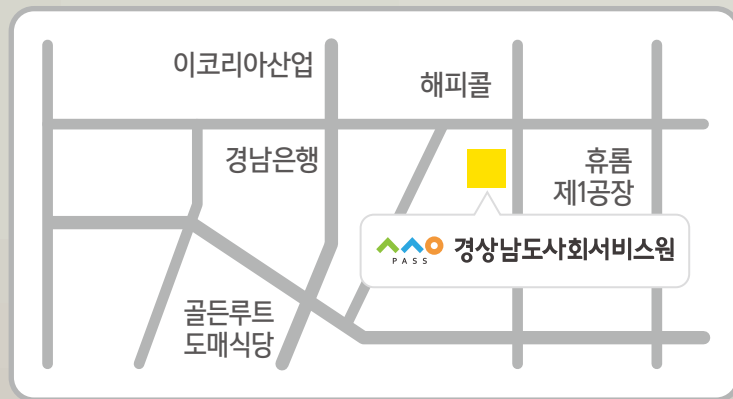 이코리아산업
해피콜
경남은행
휴롬
제1공장
PASS
경상남도사회서비스원
골든루트
도매식당